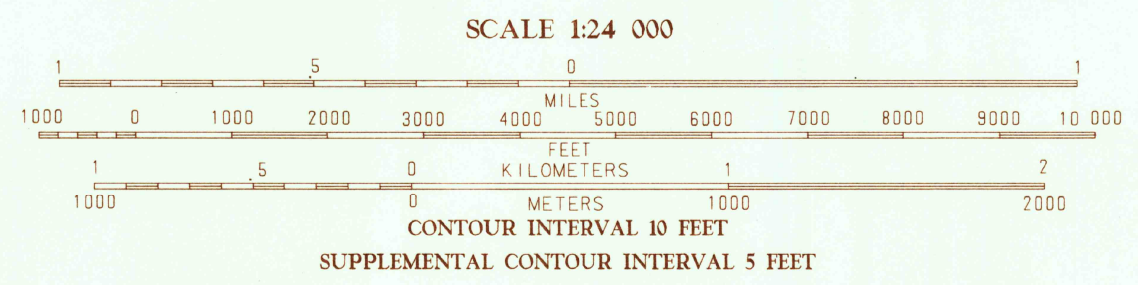 SCALE 1:24 000
1 .5 0 1
MILES
1000 0 1000 2000 3000 4000 5000 6000 7000 8000 9000 10 000
FEET
1 .5 0 KILOMETERS 1 2
1000 0 METERS 1000 2000
CONTOUR INTERVAL 10 FEET
SUPPLEMENTAL CONTOUR INTERVAL 5 FEET